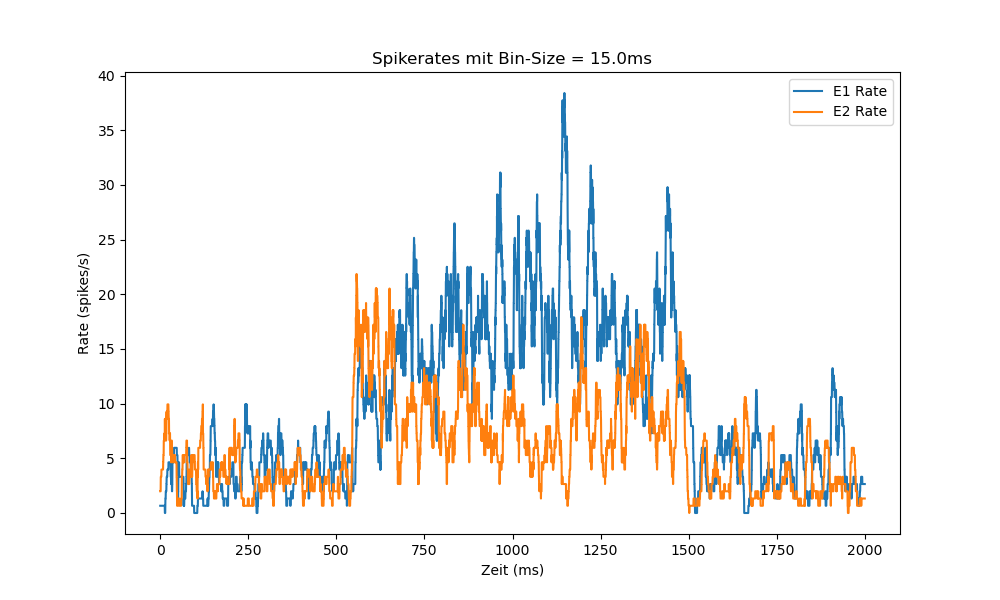 Spikerates mit Bin-Size = 15.0ms
E1 Rate
E2 Rate
Rate (spikes/s)
40
35
30
25
20
15
10
5
0
0 250 500 750 1000 1250 1500 1750 2000
Zeit (ms)